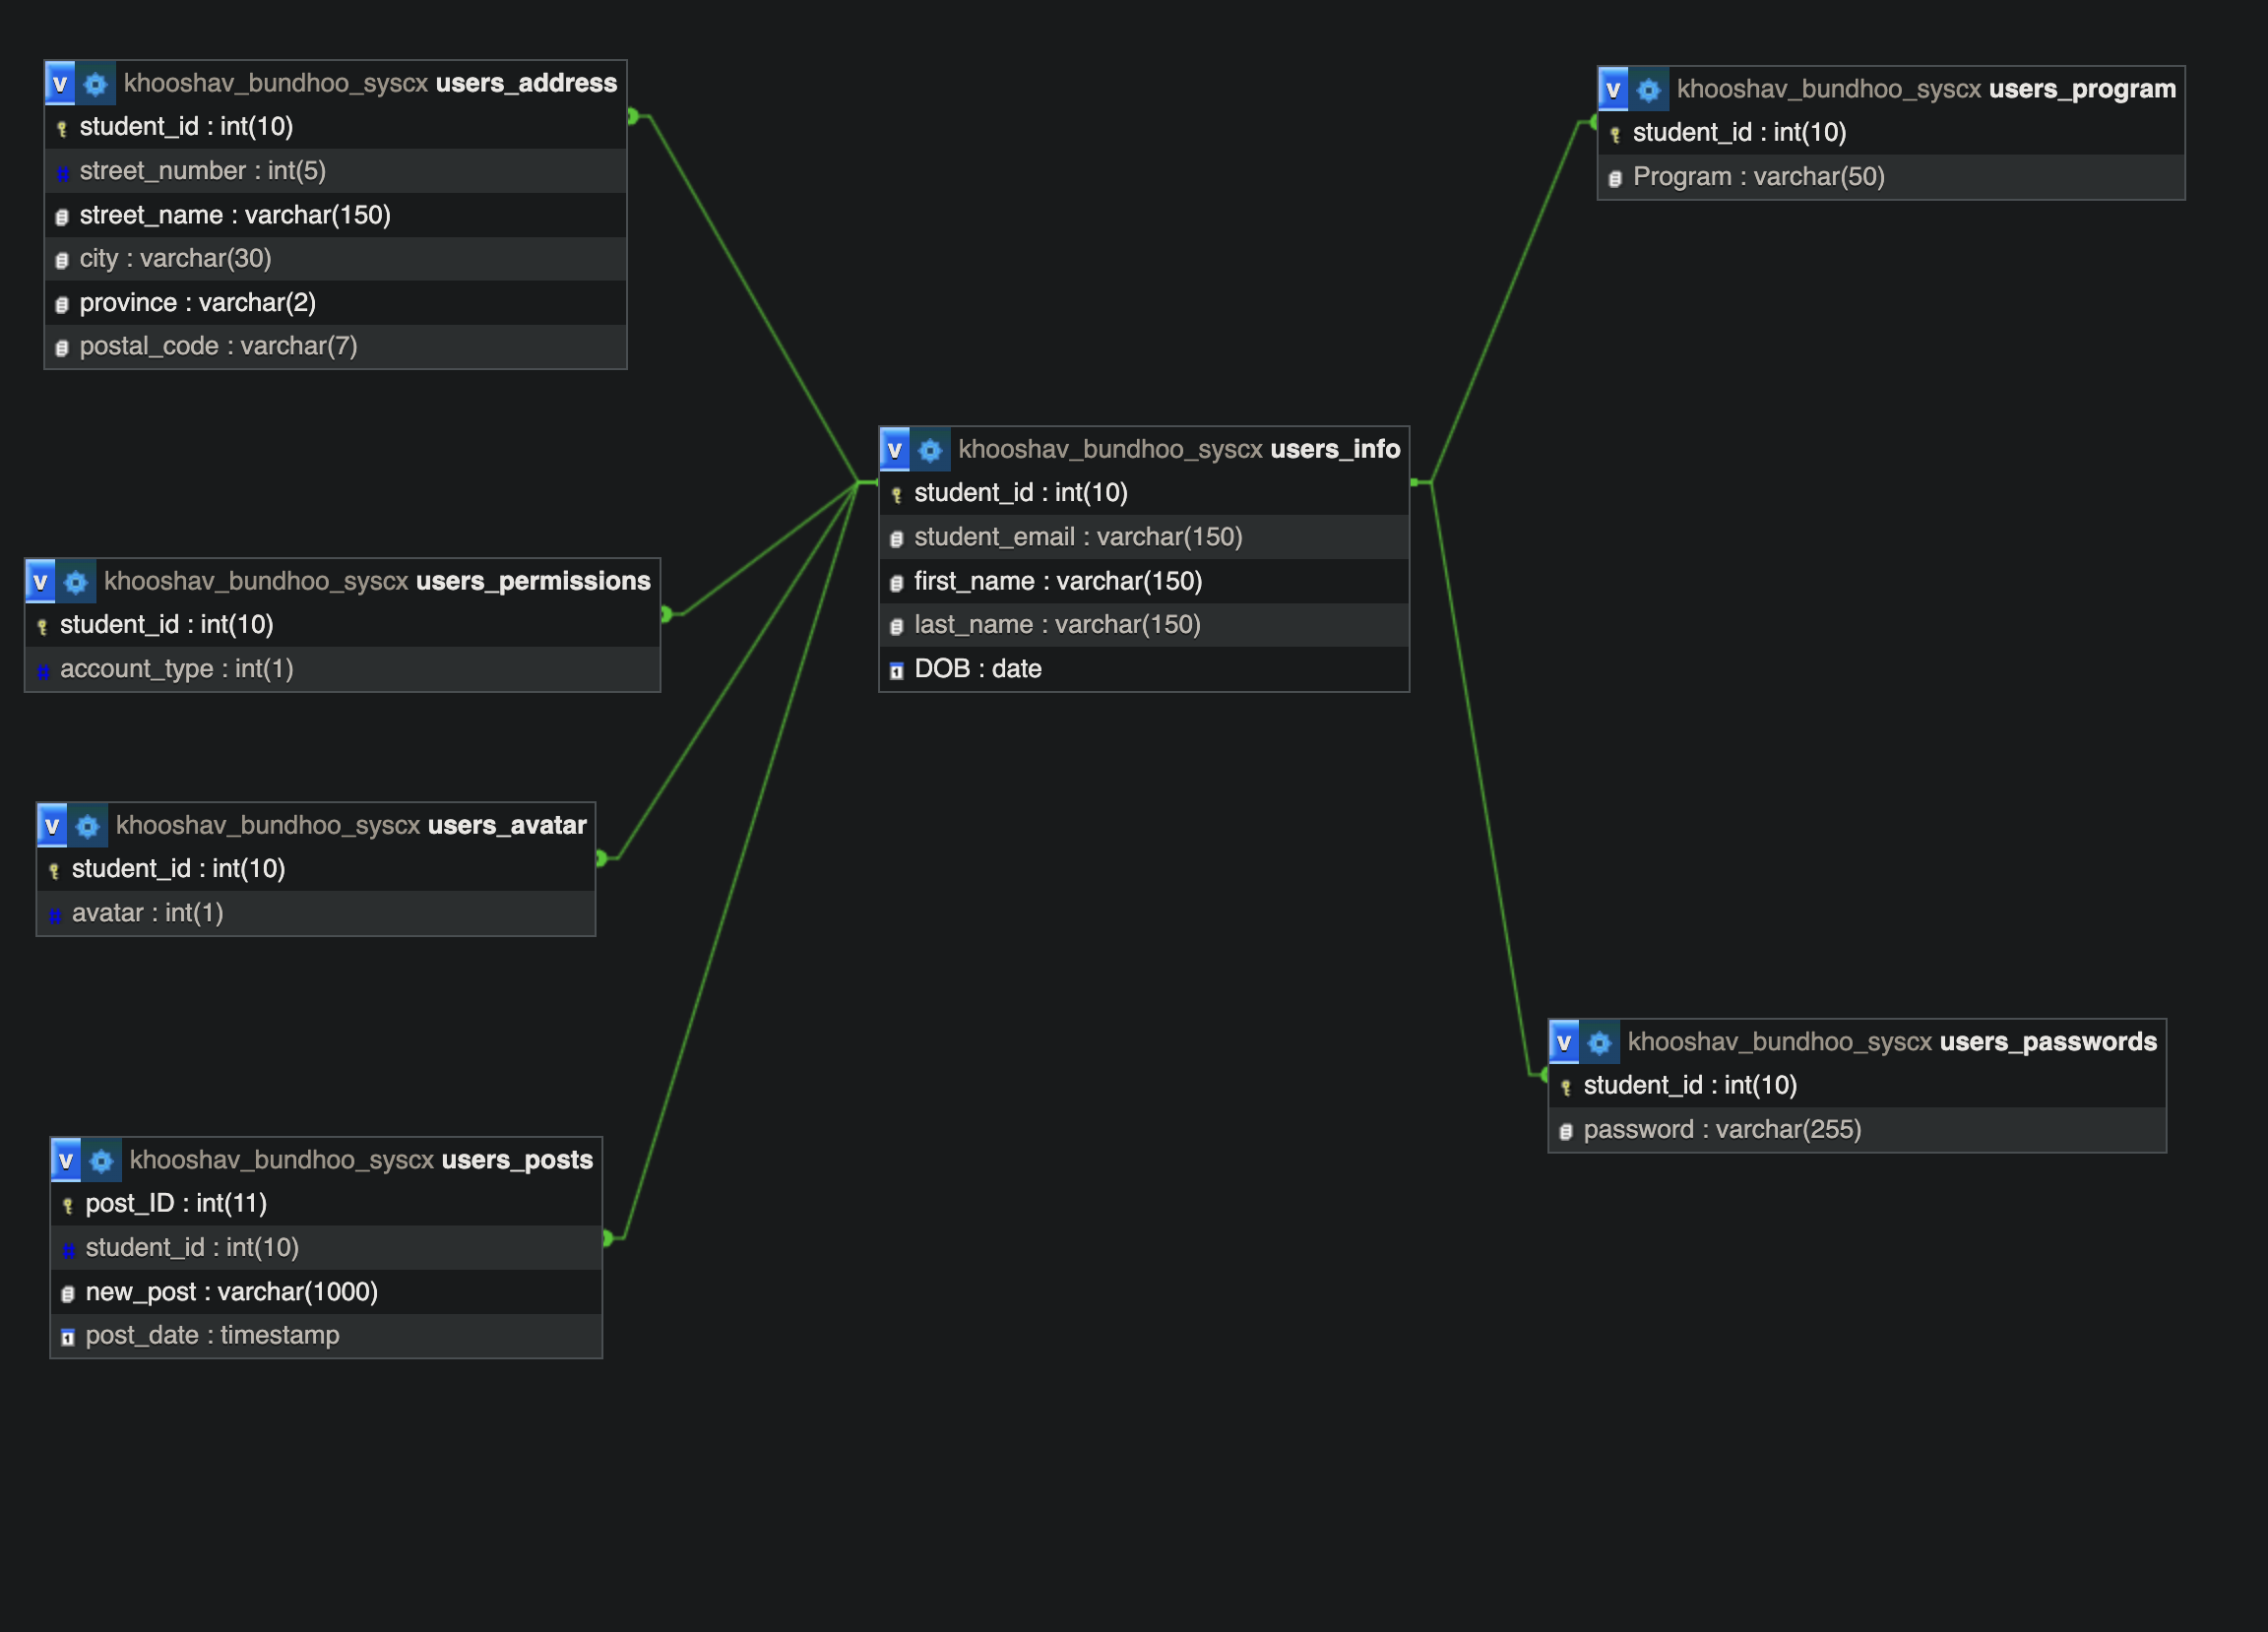 v khooshav_bundhoo_syscx users_address
student_id : int(10)
# street_number : int(5)
street_name : varchar(150)
city : varchar(30)
province : varchar(2)
postal_code : varchar(7)
v khooshav_bundhoo_syscx users_program
student_id : int(10)
Program : varchar(50)
v khooshav_bundhoo_syscx users_info
student_id : int(10)
student_email : varchar(150)
first_name : varchar(150)
last_name : varchar(150)
DOB : date
v khooshav_bundhoo_syscx users_permissions
student_id : int(10)
# account_type : int(1)
v khooshav_bundhoo_syscx users_avatar
student_id : int(10)
# avatar : int(1)
v khooshav_bundhoo_syscx users_passwords
student_id : int(10)
password : varchar(255)
v khooshav_bundhoo_syscx users_posts
post_ID : int(11)
# student_id : int(10)
new_post : varchar(1000)
post_date : timestamp